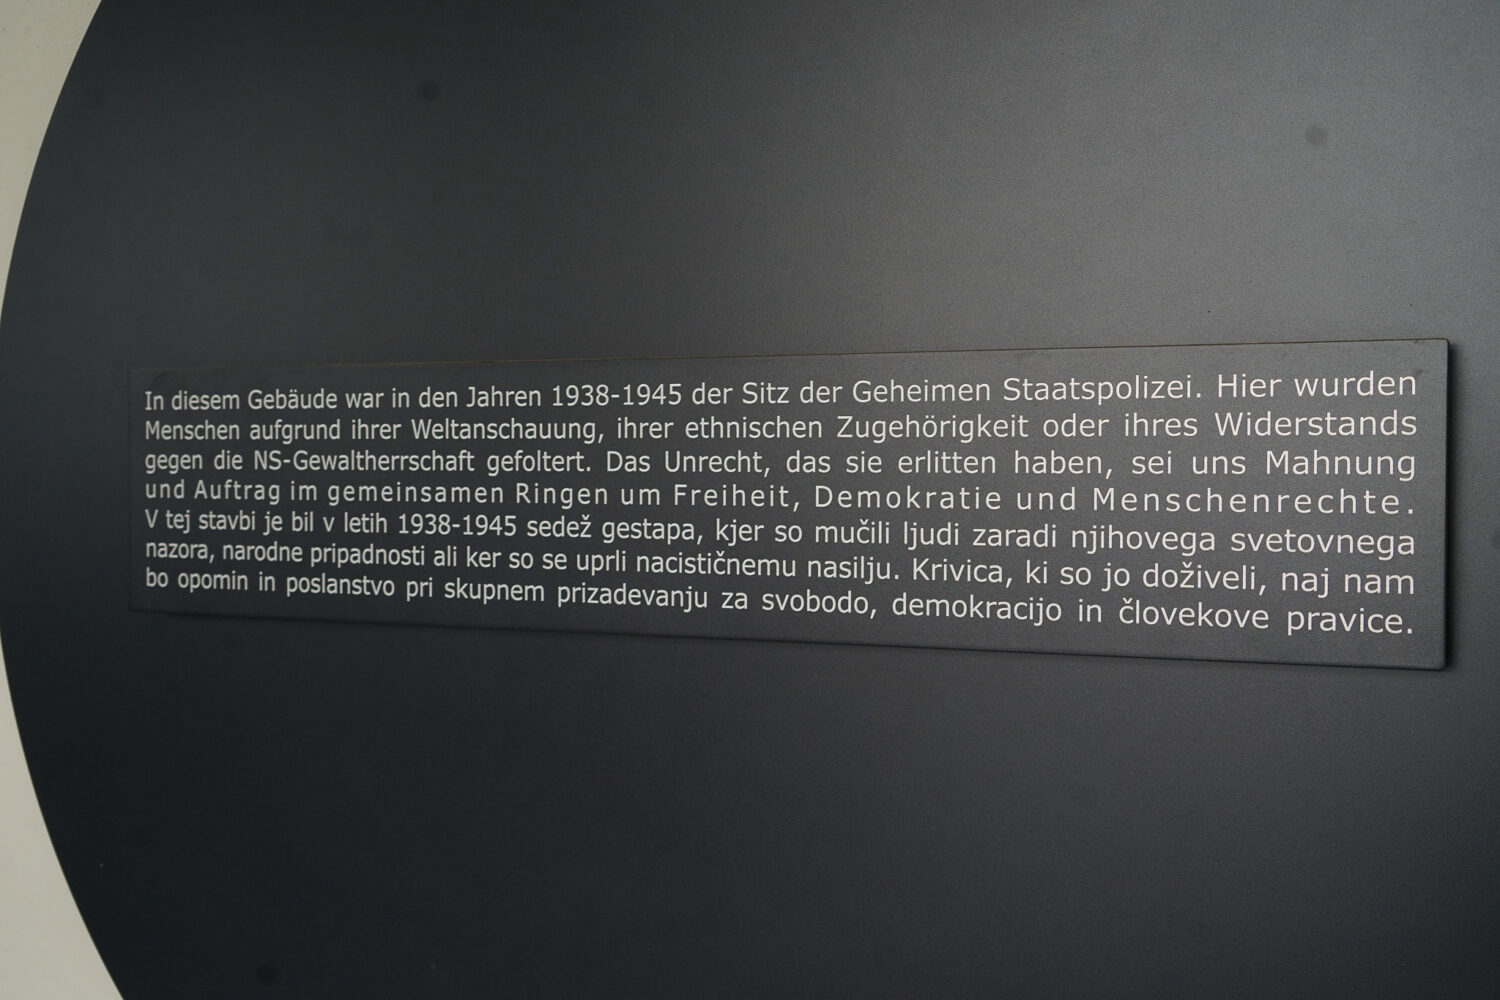 In diesem Gebäude war in den Jahren 1938-1945 der Sitz der Geheimen Staatspolizei. Hier wurden
Menschen aufgrund ihrer Weltanschauung, ihrer ethnischen Zugehörigkeit oder ihres Widerstands
gegen die NS-Gewaltherrschaft gefoltert. Das Unrecht, das sie erlitten haben, sei uns Mahnung
und Auftrag im gemeinsamen Ringen um Freiheit, Demokratie und Menschenrechte.
V tej stavbi je bil v letih 1938-1945 sedež gestapa, kjer so mučili ljudi zaradi njihovega svetovnega
nazora, narodne pripadnosti ali ker so se uprli nacističnemu nasilju. Krivica, ki so jo doživeli, naj nam
bo opomin in poslanstvo pri skupnem prizadevanju za svobodo, demokracijo in človekove pravice.